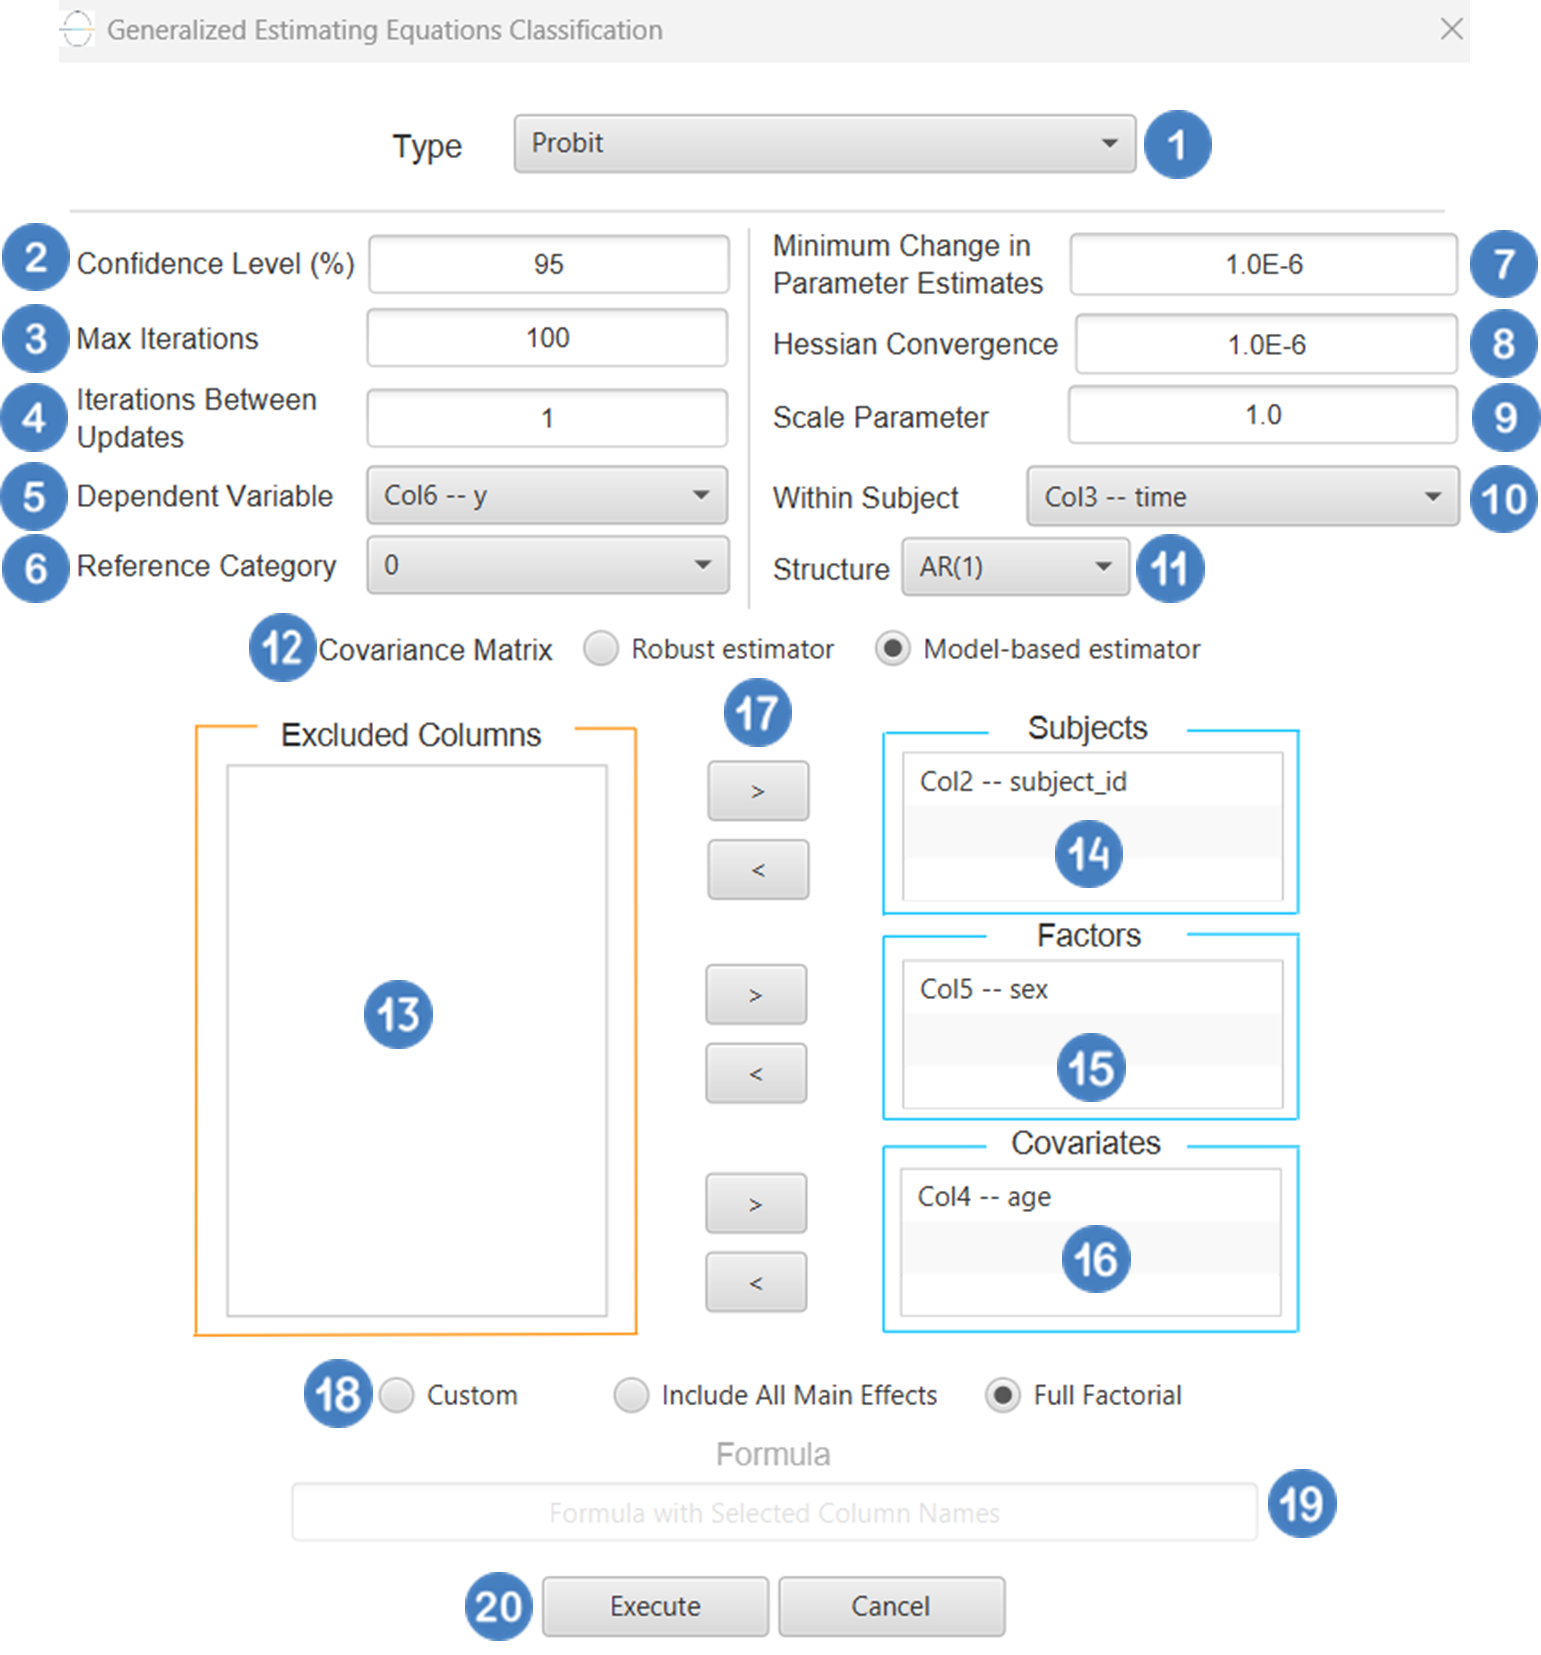 Generalized Estimating Equations Classification
Type Probit 1
2 Confidence Level (%) 95
3 Max Iterations 100
4 Iterations Between
Updates 1
5 Dependent Variable Col6 -- y
6 Reference Category 0
Minimum Change in
Parameter Estimates 1.0E-6 7
Hessian Convergence 1.0E-6 8
Scale Parameter 1.0 9
Within Subject Col3 -- time 10
Structure AR(1) 11
12 Covariance Matrix Robust estimator Model-based estimator
17
Excluded Columns
13
>
<
>
<
>
<
Subjects
Col2 -- subject_id
14
Factors
Col5 -- sex
15
Covariates
Col4 -- age
16
18 Custom Include All Main Effects Full Factorial
Formula
Formula with Selected Column Names 19
20 Execute Cancel